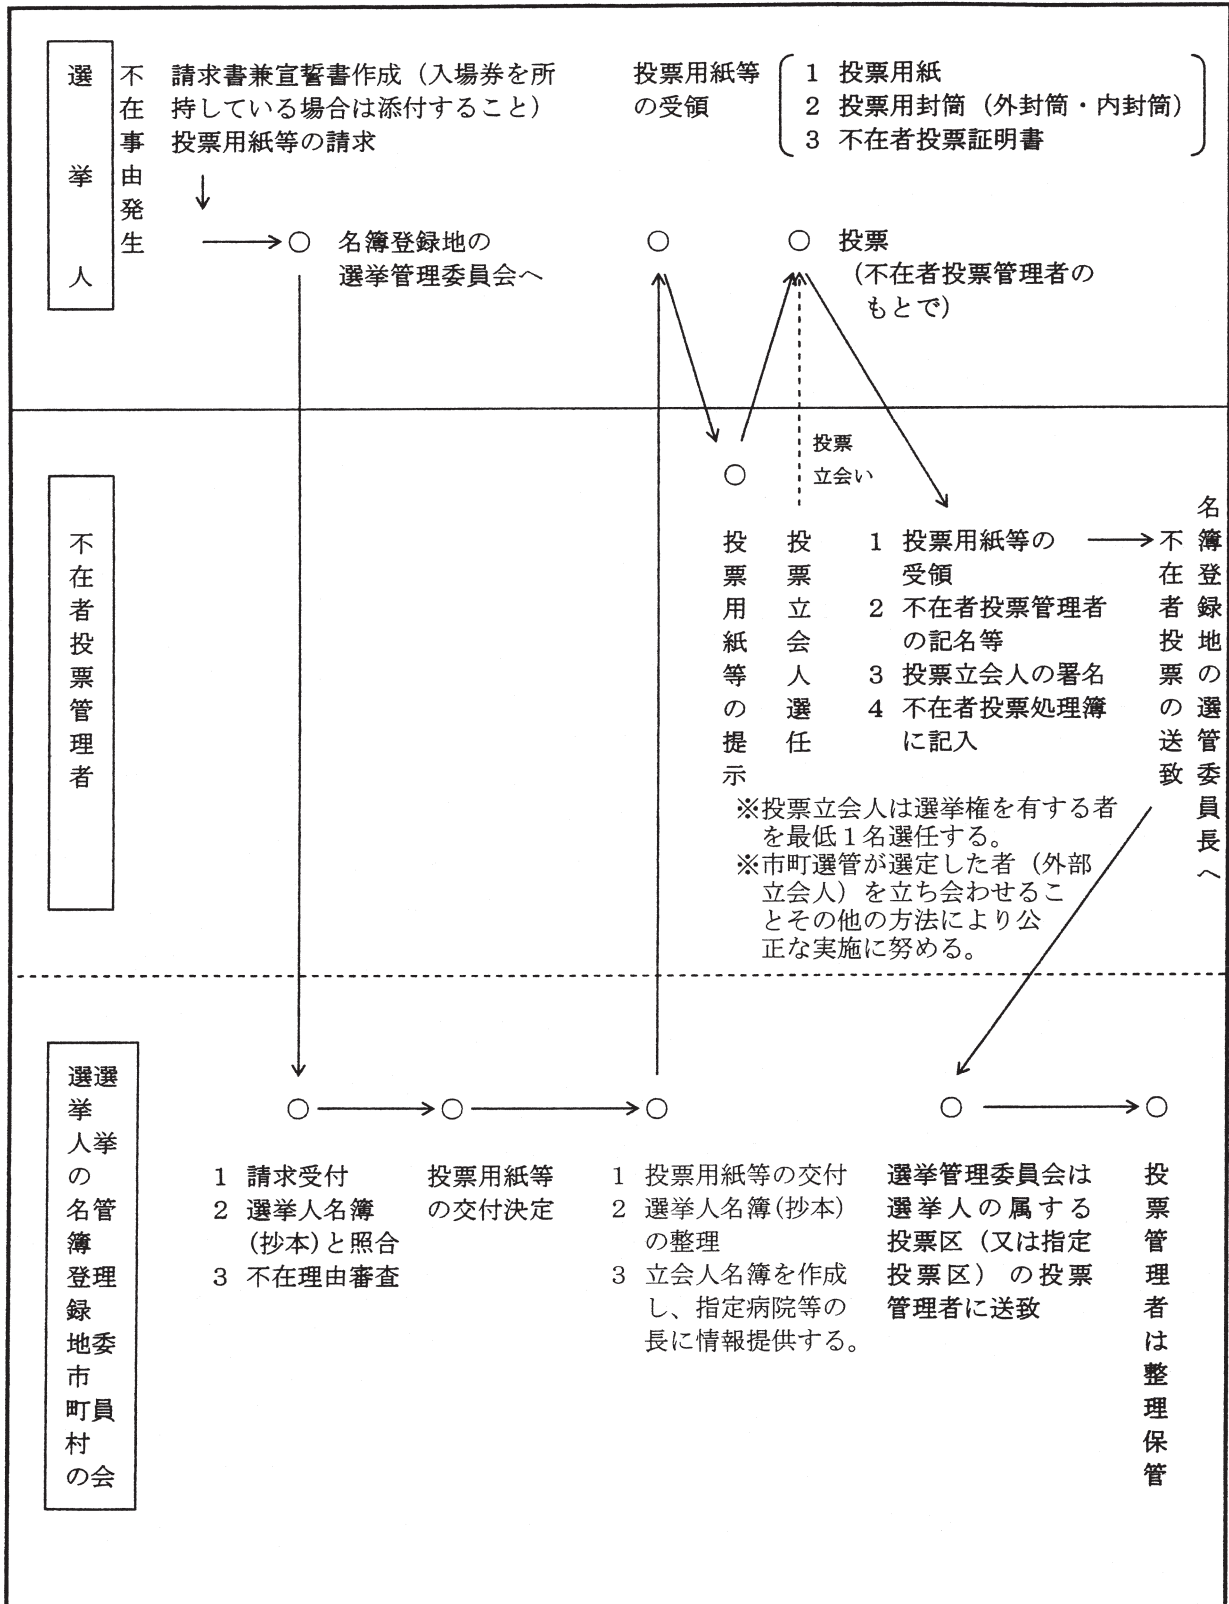 選挙人
不在事由発生
請求書兼宣誓書作成（入場券を所
持している場合は添付すること）
投票用紙等の請求
名簿登録地の
選挙管理委員会へ
投票用紙等
の受領
1 投票用紙
2 投票用封筒（外封筒・内封筒）
3 不在者投票証明書
投票
（不在者投票管理者の
もとで）
不在者投票管理者
投票
立会い
投票用紙等の提示
投票立会人選任
1 投票用紙等の
受領
2 不在者投票管理者
の記名等
3 投票立会人の署名
4 不在者投票処理簿
に記入
名簿登録地の選管委員長へ
不在者投票の送致
※投票立会人は選挙権を有する者
を最低１名選任する。
※市町選管が選定した者（外部
立会人）を立ち会わせるこ
とその他の方法により公
正な実施に努める。
選挙人名簿登録地市町村の
選挙管理委員会
1 請求受付
2 選挙人名簿
(抄本)と照合
3 不在理由審査
投票用紙等
の交付決定
1 投票用紙等の交付
2 選挙人名簿(抄本)
の整理
3 立会人名簿を作成
し、指定病院等の
長に情報提供する。
選挙管理委員会は
選挙人の属する
投票区（又は指定
投票区）の投票
管理者に送致
投票管理者は整理保管